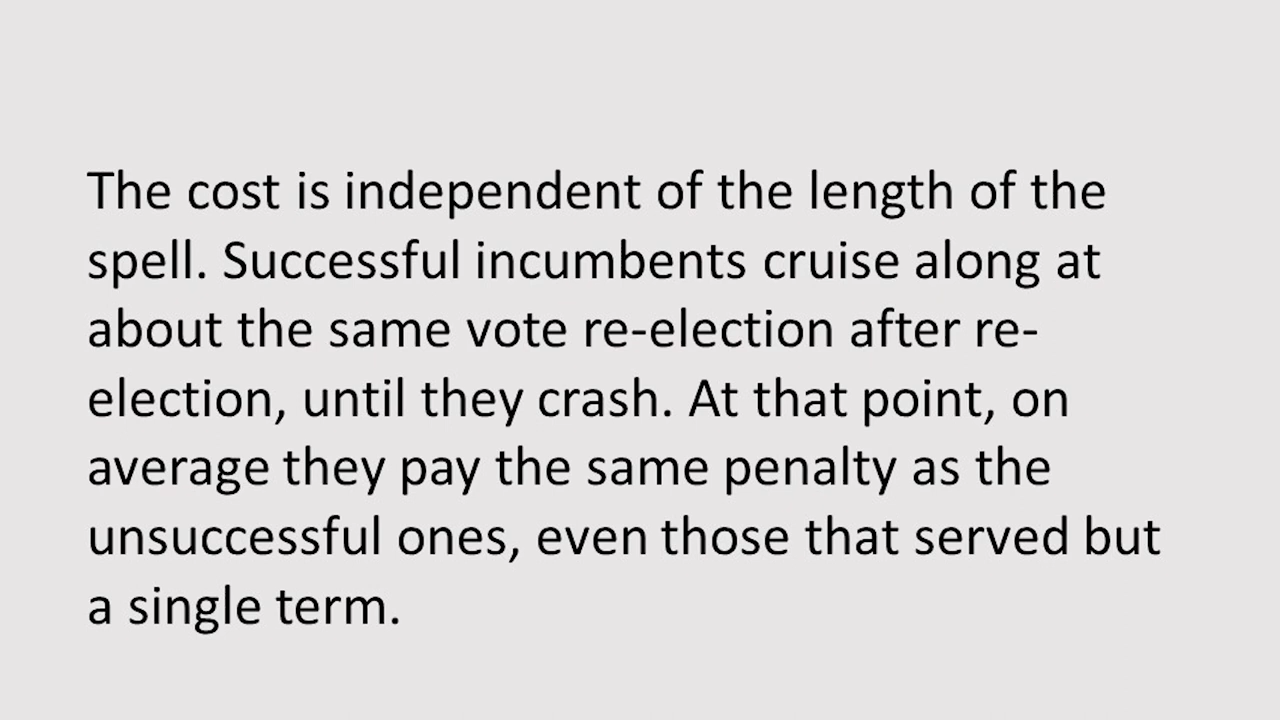 The cost is independent of the length of the
spell. Successful incumbents cruise along at
about the same vote re-election after re-
election, until they crash. At that point, on
average they pay the same penalty as the
unsuccessful ones, even those that served but
a single term.